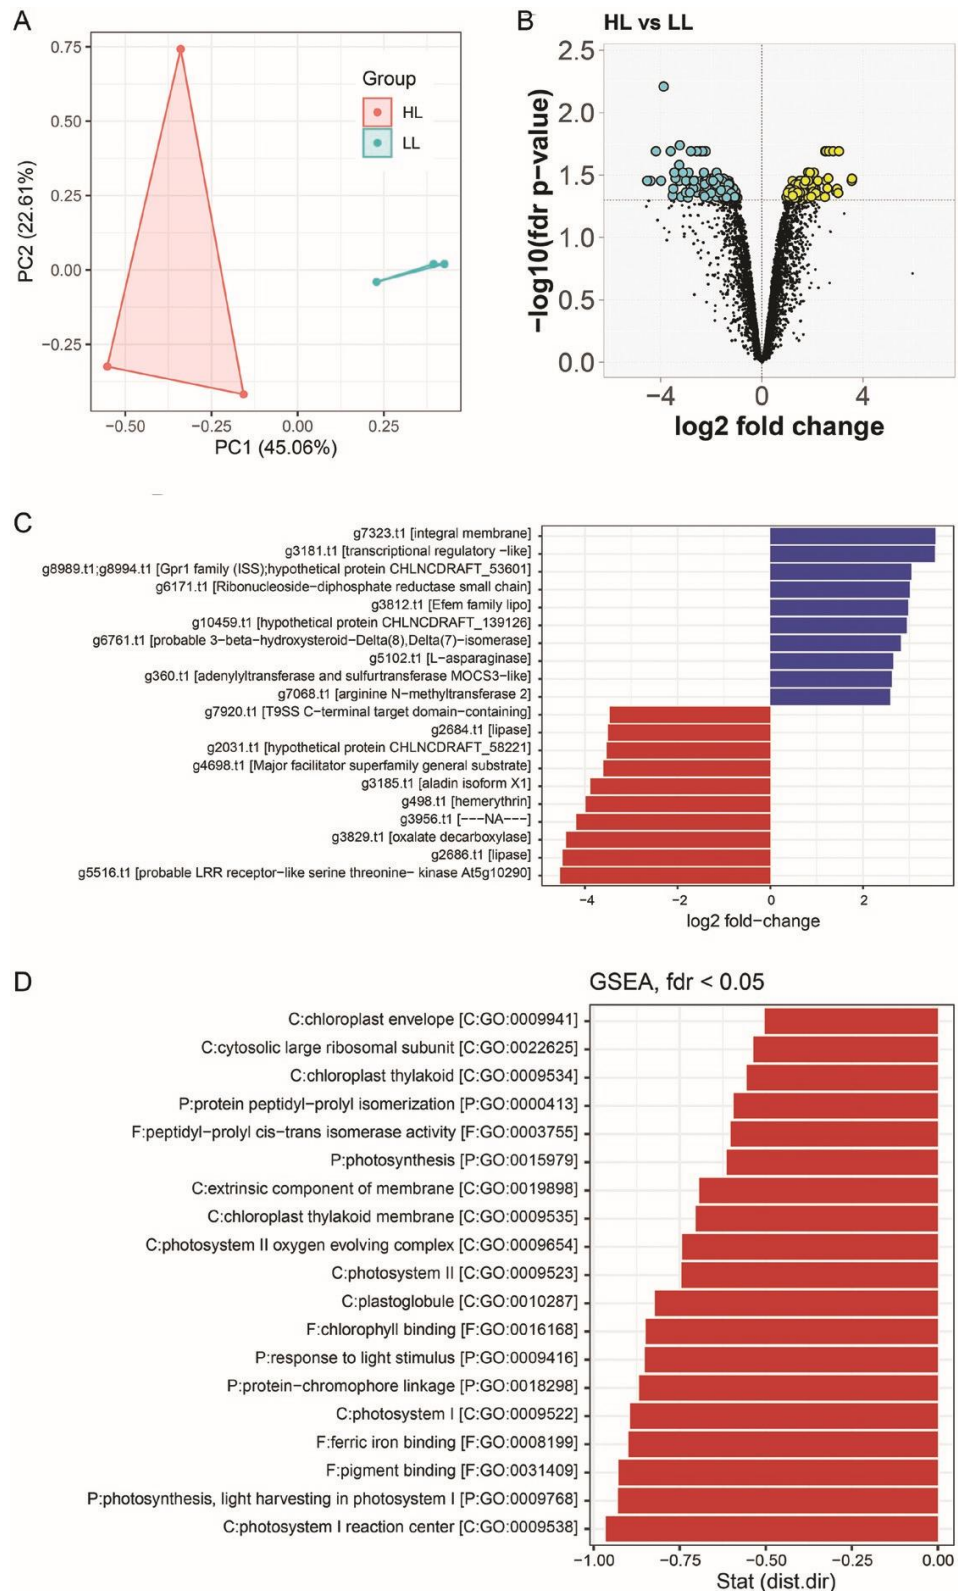 A
0.75
0.50
0.25
0.00
−0.25
PC2 (22.61%)
Group
HL
LL
−0.50
−0.25
0.00
0.25
PC1 (45.06%)
B
HL vs LL
2.5
2.0
1.5
1.0
0.5
0.0
−log10(fdr p-value)
−4
0
4
log2 fold change
C
g7323.t1 [integral membrane]
g3181.t1 [transcriptional regulatory −like]
g8989.t1;g8994.t1 [Gpr1 family (ISS);hypothetical protein CHLNCDRAFT_53601]
g6171.t1 [Ribonucleoside−diphosphate reductase small chain]
g3812.t1 [Efem family lipo]
g10459.t1 [hypothetical protein CHLNCDRAFT_139126]
g6761.t1 [probable 3−beta−hydroxysteroid−Delta(8),Delta(7)−isomerase]
g5102.t1 [L−asparaginase]
g360.t1 [adenylyltransferase and sulfurtransferase MOCS3−like]
g7068.t1 [arginine N−methyltransferase 2]
g7920.t1 [T9SS C−terminal target domain−containing]
g2684.t1 [lipase]
g2031.t1 [hypothetical protein CHLNCDRAFT_58221]
g4698.t1 [Major facilitator superfamily general substrate]
g3185.t1 [aladin isoform X1]
g498.t1 [hemerythrin]
g3956.t1 [−−−NA−−−]
g3829.t1 [oxalate decarboxylase]
g2686.t1 [lipase]
g5516.t1 [probable LRR receptor−like serine threonine− kinase At5g10290]
−4
−2
0
2
log2 fold−change
D
GSEA, fdr < 0.05
C:chloroplast envelope [C:GO:0009941]
C:cytosolic large ribosomal subunit [C:GO:0022625]
C:chloroplast thylakoid [C:GO:0009534]
P:protein peptidyl−prolyl isomerization [P:GO:0000413]
F:peptidyl−prolyl cis−trans isomerase activity [F:GO:0003755]
P:photosynthesis [P:GO:0015979]
C:extrinsic component of membrane [C:GO:0019898]
C:chloroplast thylakoid membrane [C:GO:0009535]
C:photosystem II oxygen evolving complex [C:GO:0009654]
C:photosystem II [C:GO:0009523]
C:plastoglobule [C:GO:0010287]
F:chlorophyll binding [F:GO:0016168]
P:response to light stimulus [P:GO:0009416]
P:protein−chromophore linkage [P:GO:0018298]
C:photosystem I [C:GO:0009522]
F:ferric iron binding [F:GO:0008199]
F:pigment binding [F:GO:0031409]
P:photosynthesis, light harvesting in photosystem I [P:GO:0009768]
C:photosystem I reaction center [C:GO:0009538]
−1.00
−0.75
−0.50
−0.25
0.00
Stat (dist.dir)